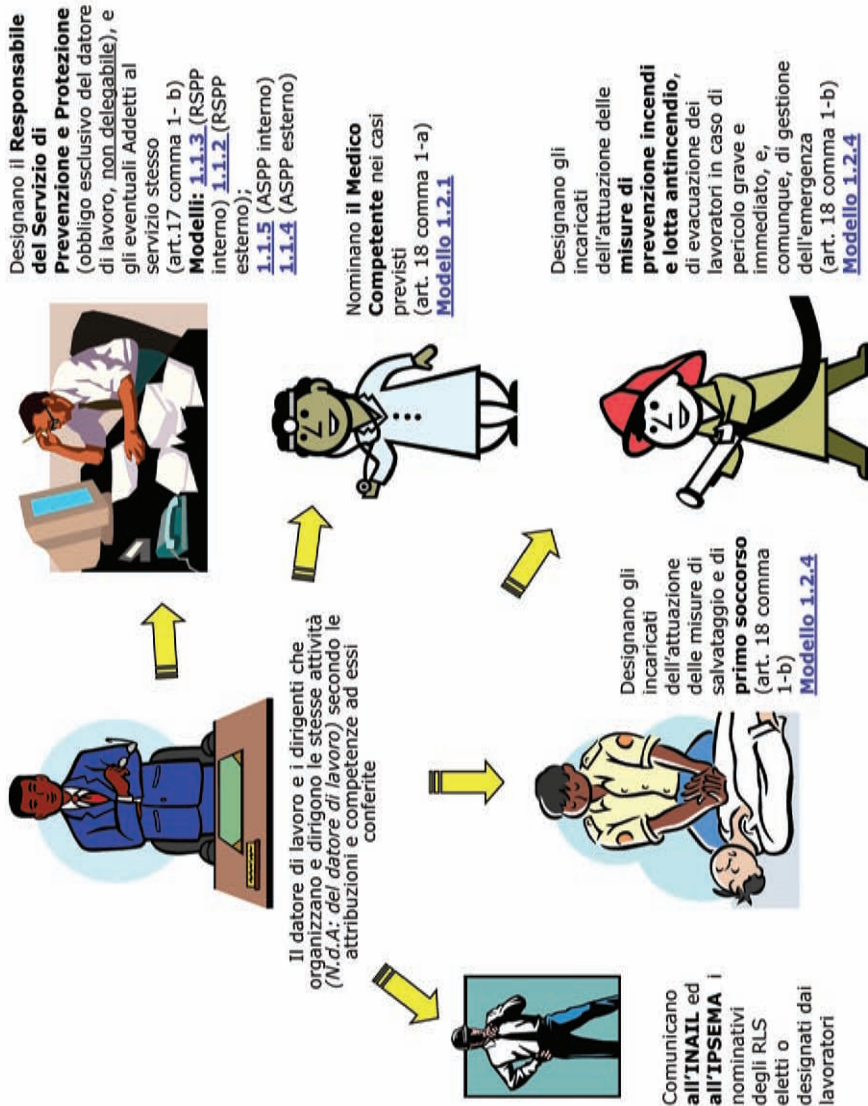 Designano il Responsabile
del Servizio di
Prevenzione e Protezione
(obbligo esclusivo del datore
di lavoro, non delegabile), e
gli eventuali Addetti al
servizio stesso
(art.17 comma 1- b)
Modelli: 1.1.3 (RSPP
interno) 1.1.2 (RSPP
esterno);
1.1.5 (ASPP interno)
1.1.4 (ASPP esterno)
Il datore di lavoro e i dirigenti che
organizzano e dirigono le stesse attività
(N.d.A: del datore di lavoro) secondo le
attribuzioni e competenze ad essi
conferite
Nominano il Medico
Competente nei casi
previsti
(art. 18 comma 1-a)
Modello 1.2.1
Comunicano
all'INAIL ed
all'IPSEMA i
nominativi
degli RLS
eletti o
designati dai
lavoratori
Designano gli
incaricati
dell'attuazione
delle misure di
salvataggio e di
primo soccorso
(art. 18 comma
1-b)
Modello 1.2.4
Designano gli
incaricati
dell'attuazione delle
misure di
prevenzione incendi
e lotta antincendio,
di evacuazione dei
lavoratori in caso di
pericolo grave e
immediato, e,
comunque, di gestione
dell'emergenza
(art. 18 comma 1-b)
Modello 1.2.4